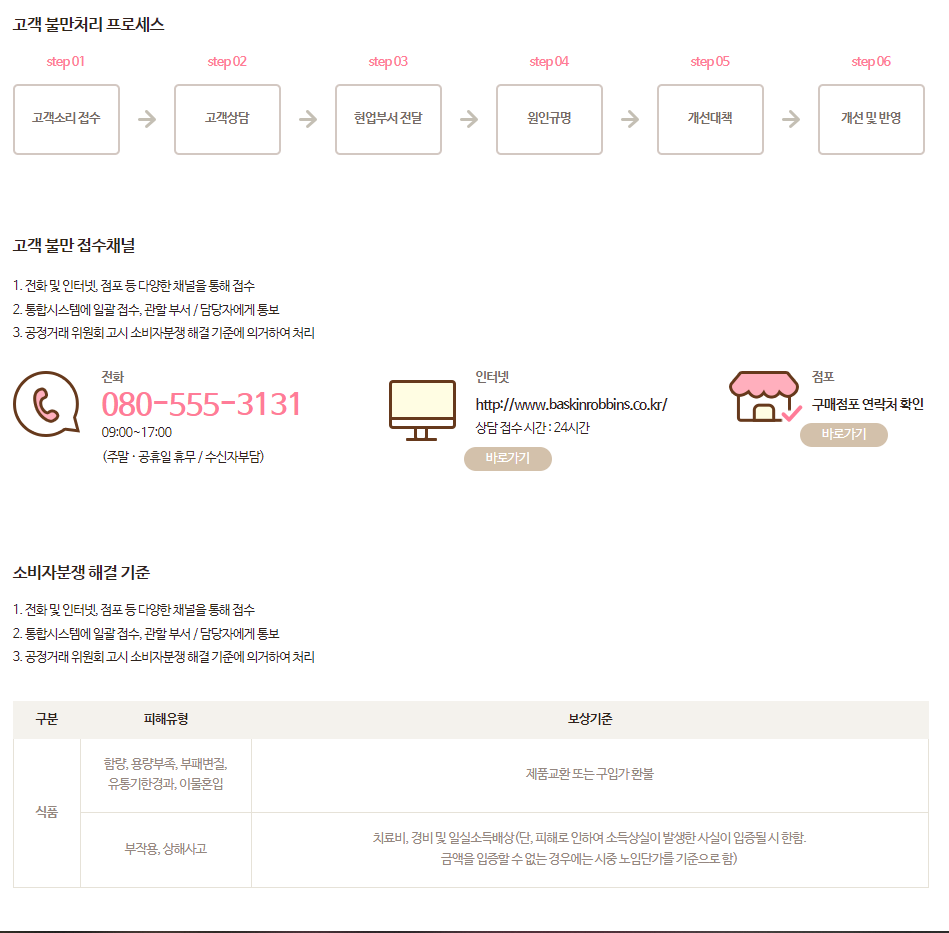 고객 불만처리 프로세스
step 01 step 02 step 03 step 04 step 05 step 06
고객소리 접수 고객상담 현업부서 전달 원인규명 개선대책 개선 및 반영
고객 불만 접수채널
1. 전화 및 인터넷, 점포 등 다양한 채널을 통해 접수
2. 통합시스템에 일괄 접수, 관할 부서 / 담당자에게 통보
3. 공정거래 위원회 고시 소비자분쟁 해결 기준에 의거하여 처리
전화
080-555-3131
09:00~17:00
(주말 · 공휴일 휴무 / 수신자부담)
인터넷
http://www.baskinrobbins.co.kr/
상담 접수 시간 : 24시간
바로가기
점포
구매점포 연락처 확인
바로가기
소비자분쟁 해결 기준
1. 전화 및 인터넷, 점포 등 다양한 채널을 통해 접수
2. 통합시스템에 일괄 접수, 관할 부서 / 담당자에게 통보
3. 공정거래 위원회 고시 소비자분쟁 해결 기준에 의거하여 처리
구분 피해유형 보상기준
식품
함량, 용량부족, 부패변질,
유통기한경과, 이물혼입
제품교환 또는 구입가 환불
부작용, 상해사고
치료비, 경비 및 일실소득배상(단, 피해로 인하여 소득상실이 발생한 사실이 입증될 시 한함.
금액을 입증할 수 없는 경우에는 시중 노임단가를 기준으로 함)